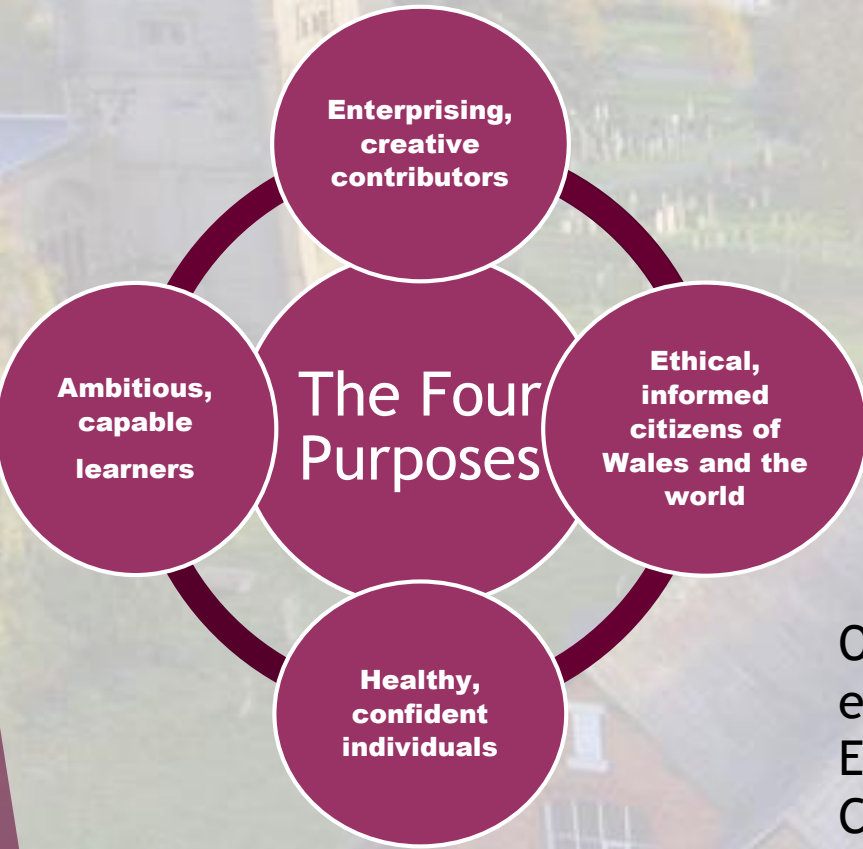 Enterprising,
creative
contributors
Ambitious,
capable
learners
The Four
Purposes
Ethical,
informed
citizens of
Wales and the
world
Healthy,
confident
individuals